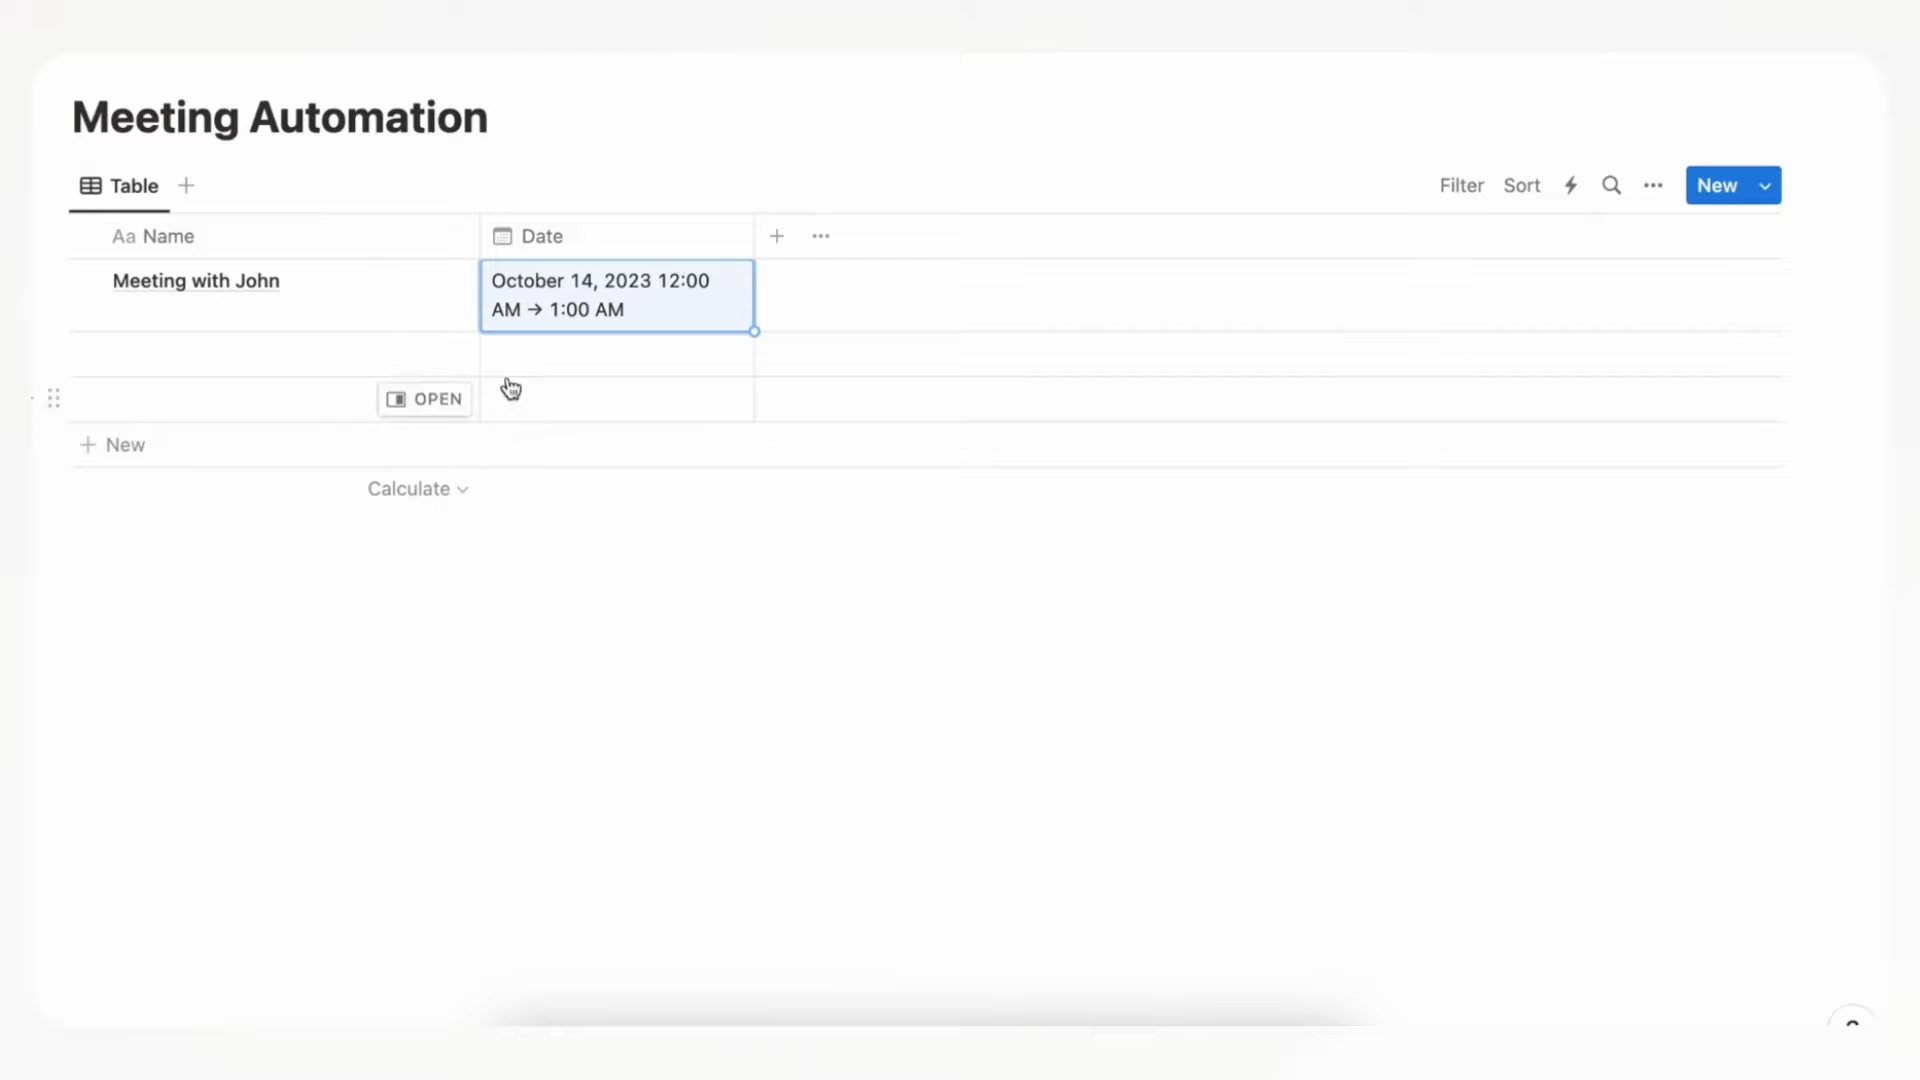 Meeting Automation
Table
Filter Sort New
Aa Name Date
Meeting with John October 14, 2023 12:00
AM → 1:00 AM
OPEN
+ New
Calculate